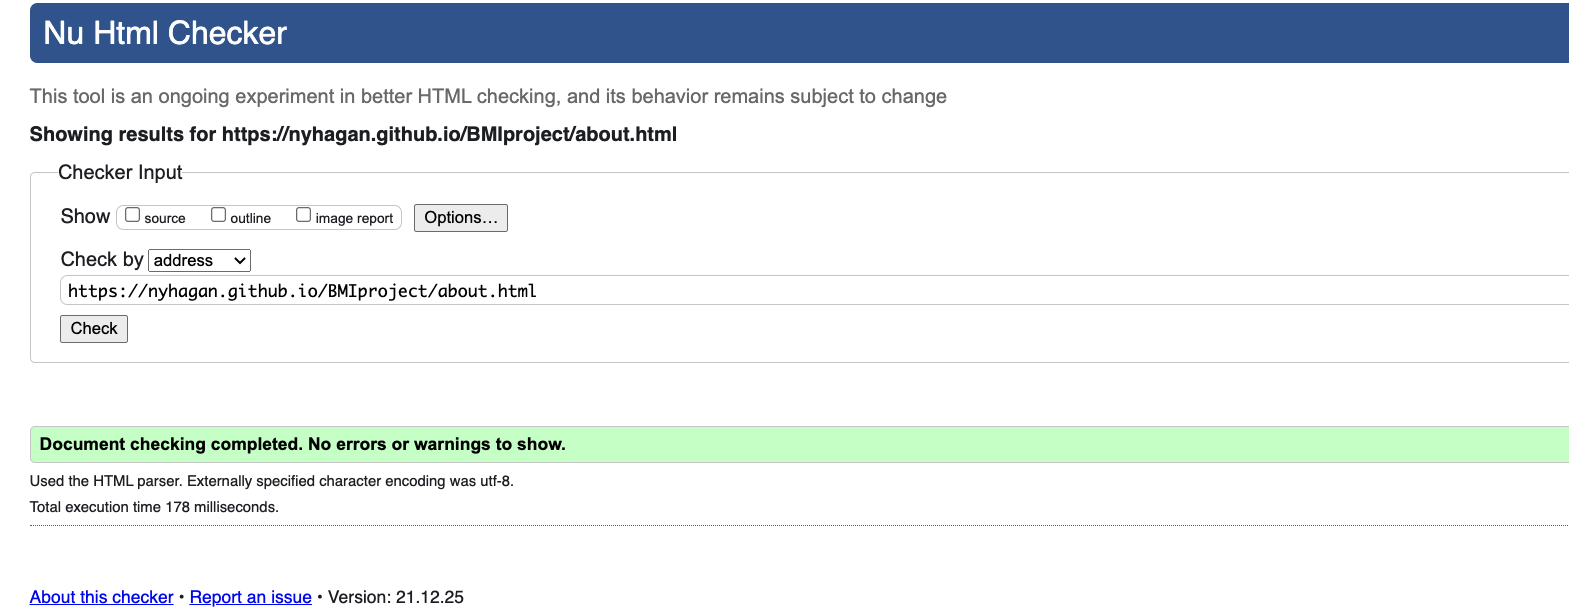 Nu Html Checker
This tool is an ongoing experiment in better HTML checking, and its behavior remains subject to change
Showing results for https://nyhagan.github.io/BMIproject/about.html
Checker Input
Show source outline image report Options...
Check by address
https://nyhagan.github.io/BMIproject/about.html
Check
Document checking completed. No errors or warnings to show.
Used the HTML parser. Externally specified character encoding was utf-8.
Total execution time 178 milliseconds.
About this checker • Report an issue • Version: 21.12.25